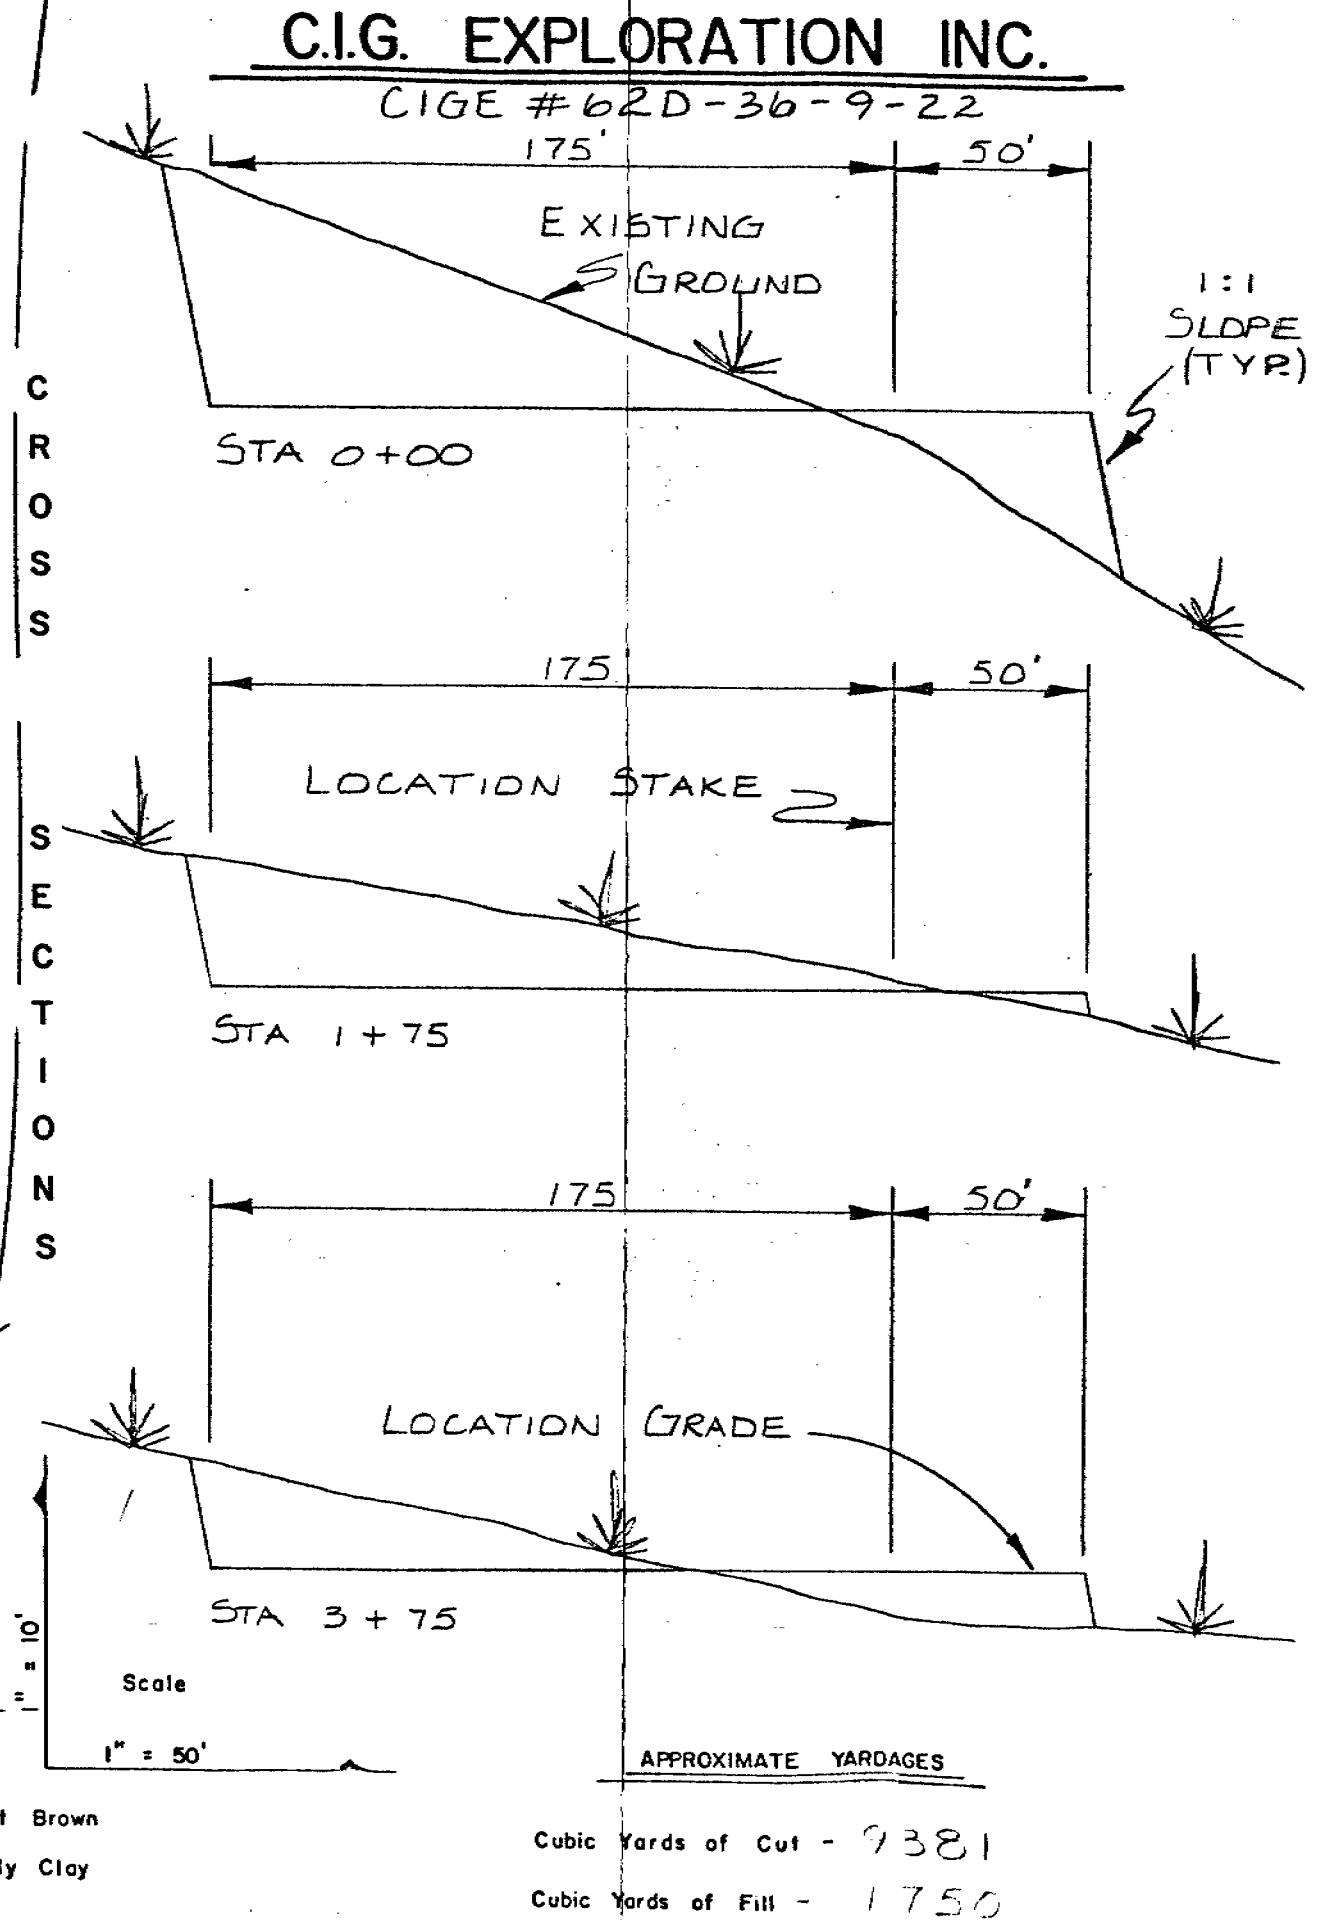 C.I.G. EXPLORATION INC.
CIGE # 62D-36-9-22
175' 50'
EXISTING
GROUND
1:1
SLOPE
(TYP.)
STA 0+00
CROSS SECTIONS
175 50'
LOCATION STAKE
STA 1+75
175 50'
LOCATION GRADE
STA 3+75
1" = 10'
Scale
1" = 50'
APPROXIMATE YARDAGES
Brown
Clay
Cubic Yards of Cut - 9381
Cubic Yards of Fill - 1750